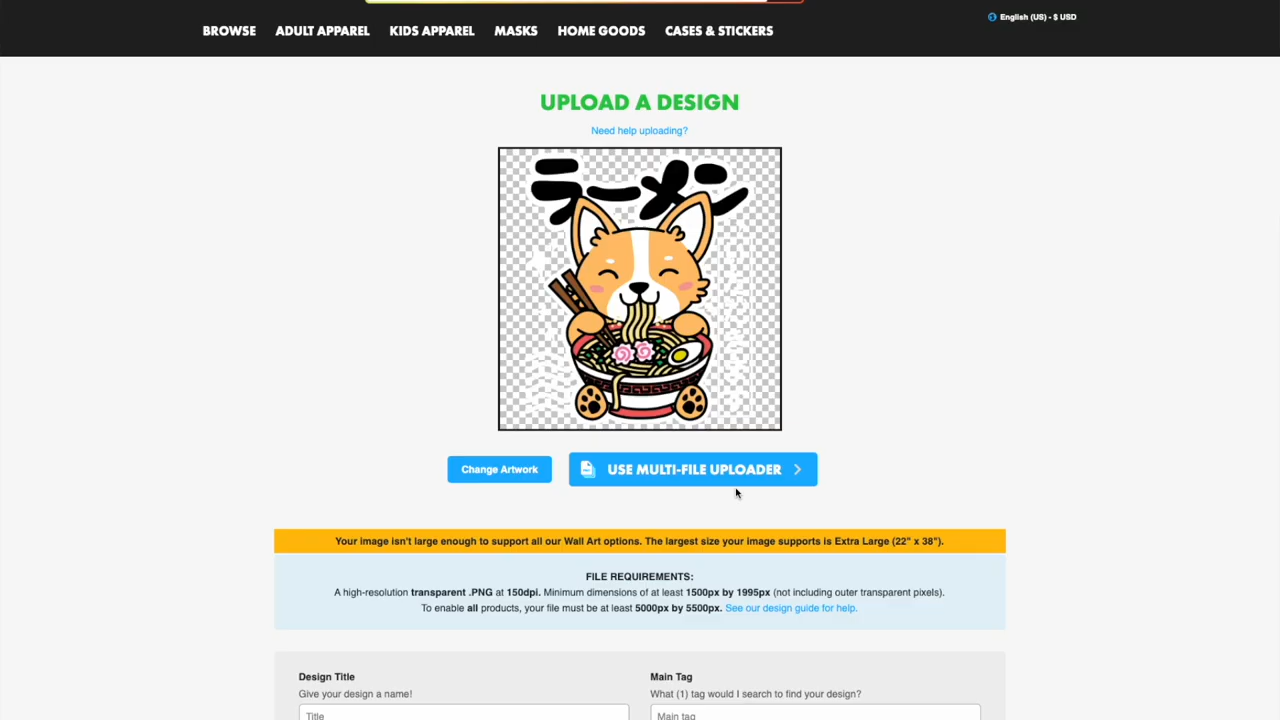 BROWSE ADULT APPAREL KIDS APPAREL MASKS HOME GOODS CASES & STICKERS
English (US) - $ USD
UPLOAD A DESIGN
Need help uploading?
ラーメン
Change Artwork
USE MULTI-FILE UPLOADER
Your image isn't large enough to support all our Wall Art options. The largest size your image supports is Extra Large (22" x 38").
FILE REQUIREMENTS:
A high-resolution transparent .PNG at 150dpi. Minimum dimensions of at least 1500px by 1995px (not including outer transparent pixels).
To enable all products, your file must be at least 5000px by 5500px. See our design guide for help.
Design Title
Give your design a name!
Title
Main Tag
What (1) tag would I search to find your design?
Main tag